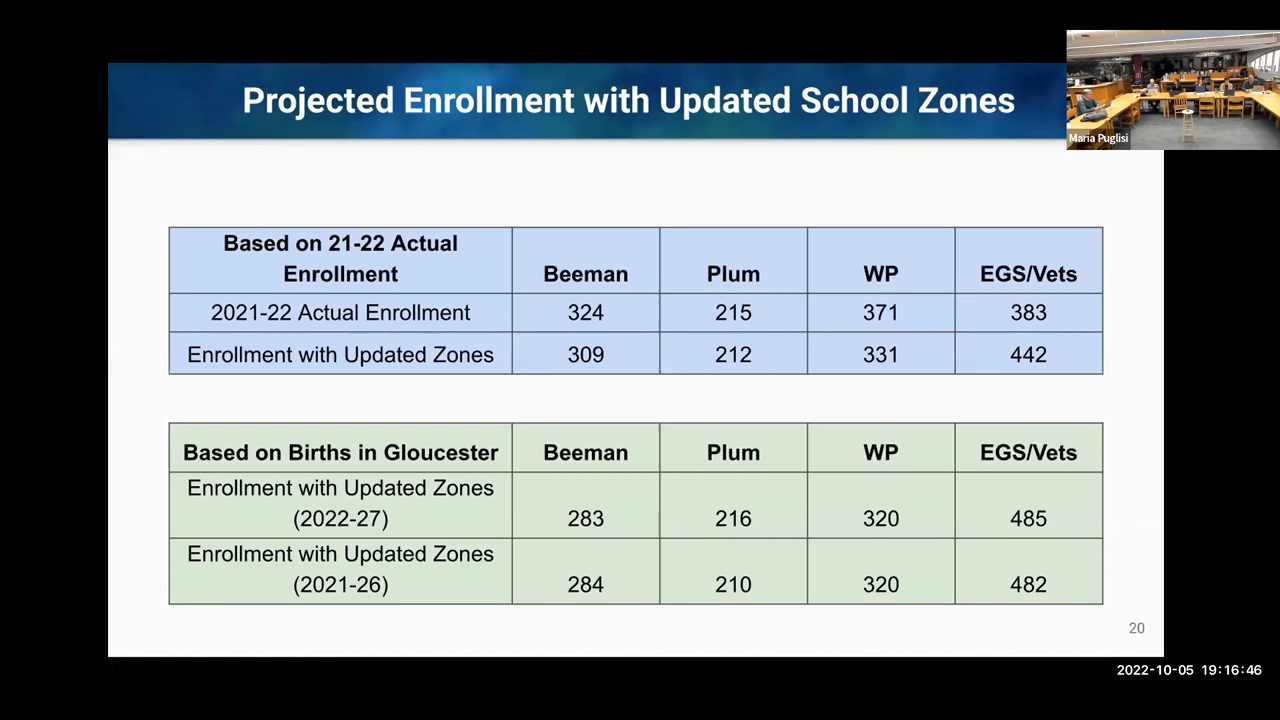 Projected Enrollment with Updated School Zones
Maria Puglisi
Based on 21-22 Actual
Enrollment Beeman Plum WP EGS/Vets
2021-22 Actual Enrollment 324 215 371 383
Enrollment with Updated Zones 309 212 331 442
Based on Births in Gloucester Beeman Plum WP EGS/Vets
Enrollment with Updated Zones
(2022-27) 283 216 320 485
Enrollment with Updated Zones
(2021-26) 284 210 320 482
20
2022-10-05 19:16:46